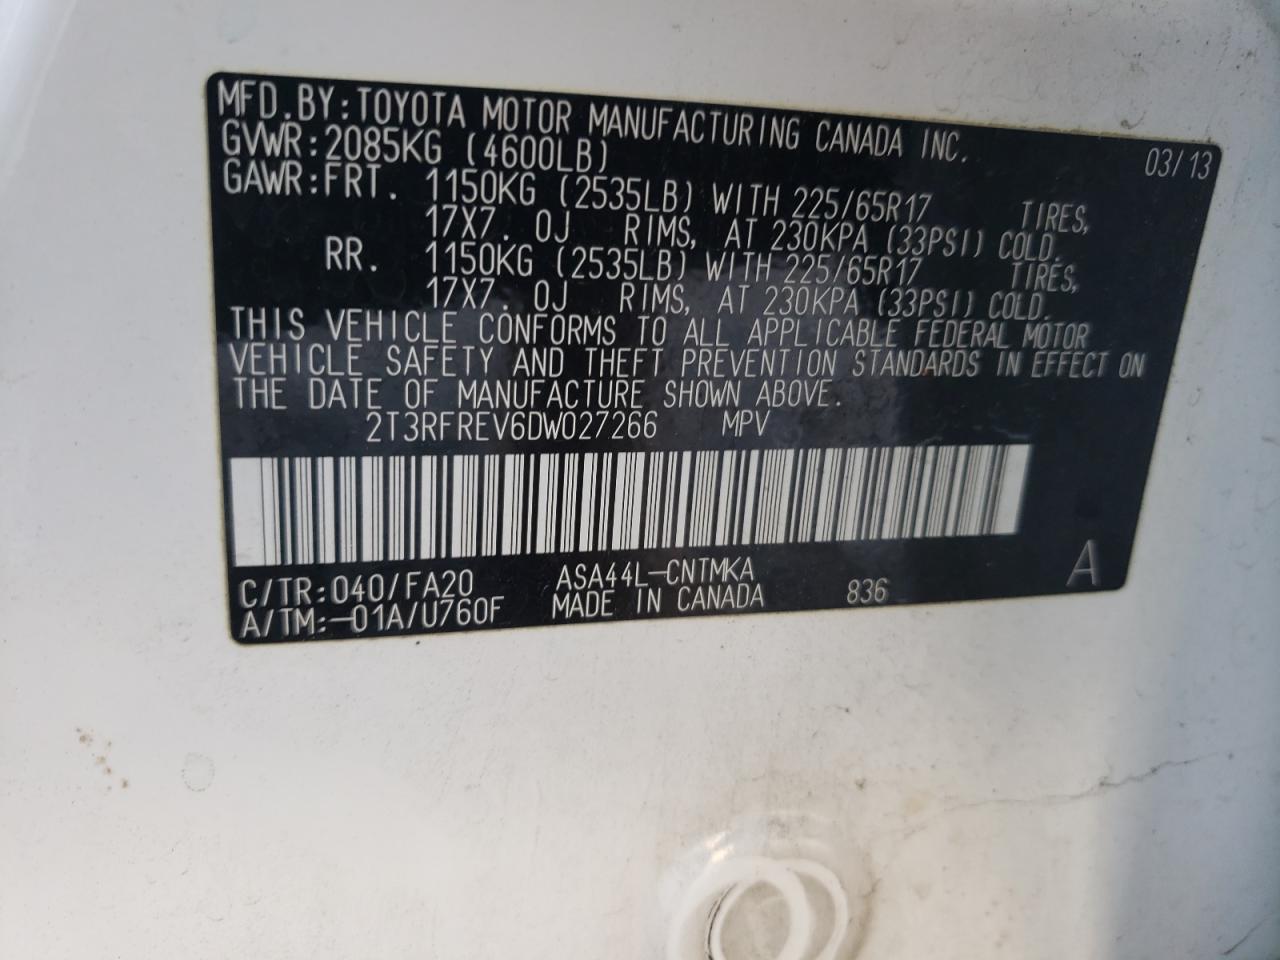 MFD.BY:TOYOTA MOTOR MANUFACTURING CANADA INC. 03/13
GVWR:2085KG (4600LB)
GAWR:FRT. 1150KG (2535LB) WITH 225/65R17 TIRES,
17X7.0J RIMS, AT 230KPA (33PSI) COLD.
RR. 1150KG (2535LB) WITH 225/65R17 TIRES,
17X7.0J RIMS, AT 230KPA (33PSI) COLD.
THIS VEHICLE CONFORMS TO ALL APPLICABLE FEDERAL MOTOR
VEHICLE SAFETY AND THEFT PREVENTION STANDARDS IN EFFECT ON
THE DATE OF MANUFACTURE SHOWN ABOVE.
2T3RFREV6DW027266 MPV
C/TR:040/FA20 ASA44L-CNTMKA
A/TM:-01A/U760F MADE IN CANADA 836 A